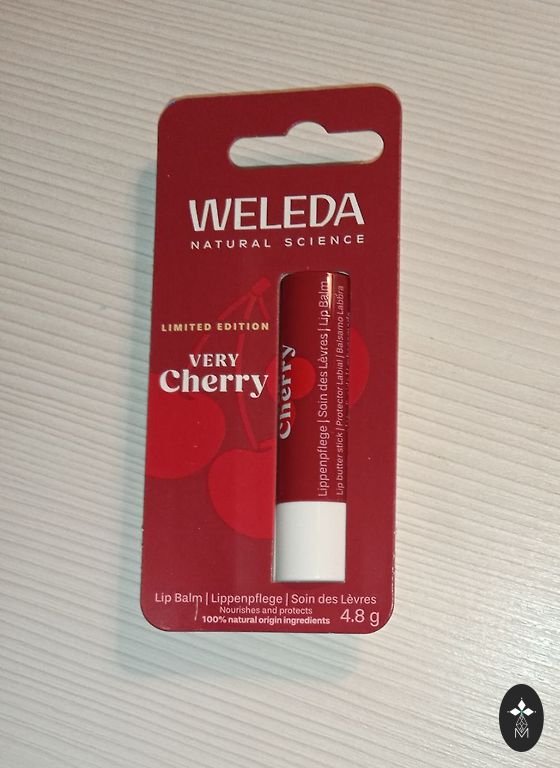 WELEDA
NATURAL SCIENCE
LIMITED EDITION
VERY
Cherry
Cherry
Lippenpflege | Soin des Lèvres | Lip Balm
Lip butter stick | Protector Labial | Balsamo Labbra
Lip Balm | Lippenpflege | Soin des Lèvres
Nourishes and protects
100% natural origin ingredients
4.8 g
M